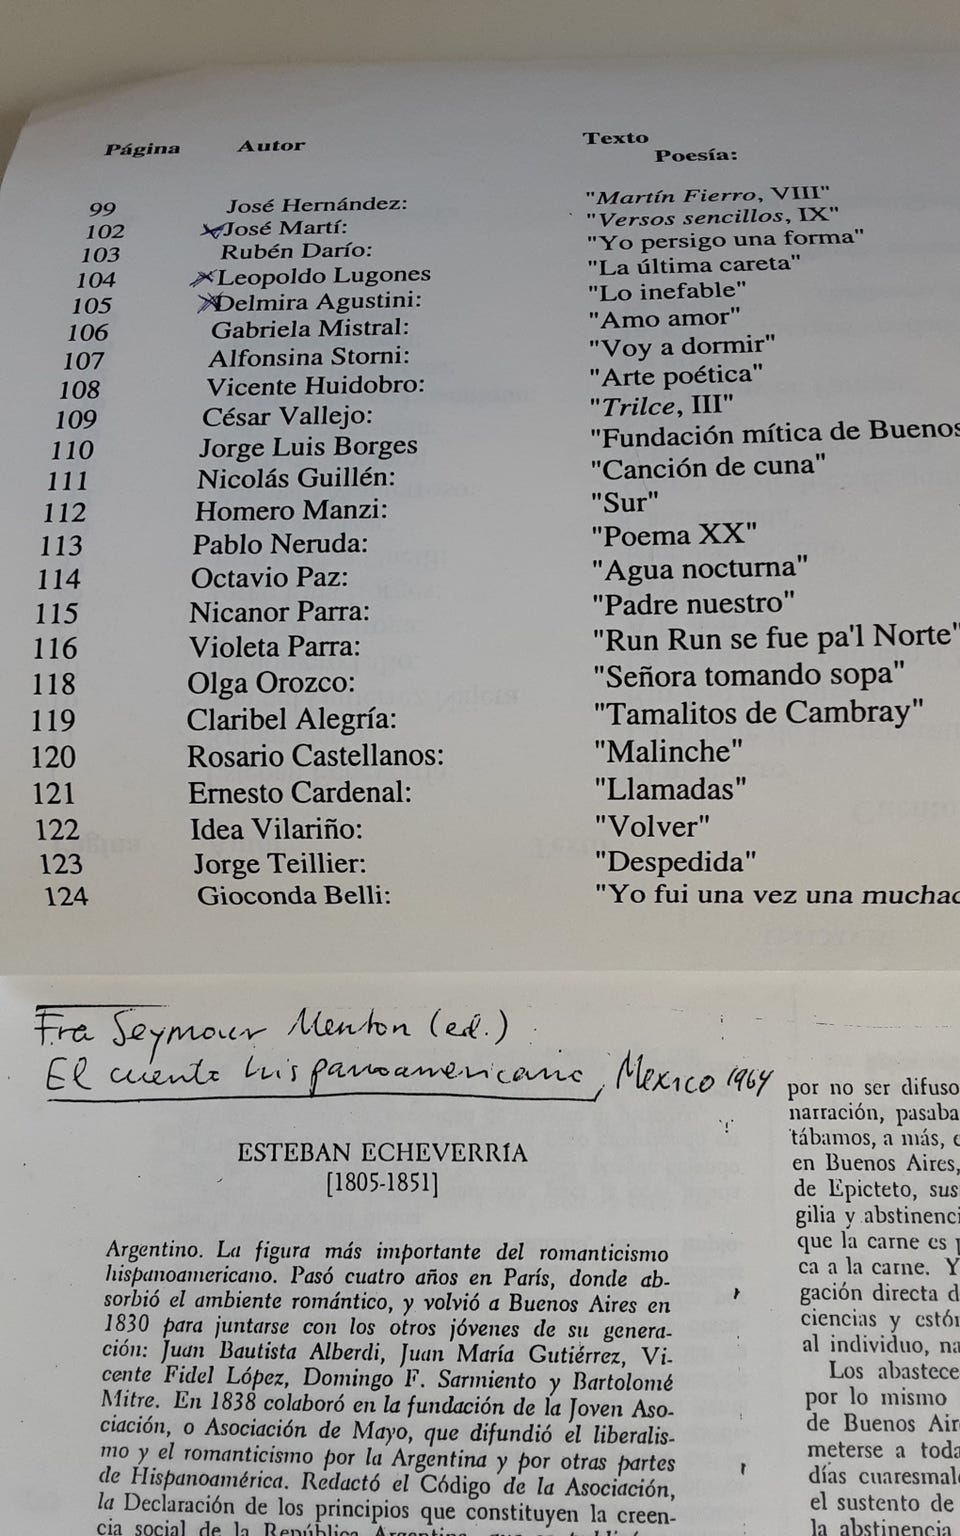 Página Autor Texto
Poesía:
99 José Hernández: "Martín Fierro, VIII"
102 José Martí: "Versos sencillos, IX"
103 Rubén Darío: "Yo persigo una forma"
104 Leopoldo Lugones "La última careta"
105 Delmira Agustini: "Lo inefable"
106 Gabriela Mistral: "Amo amor"
107 Alfonsina Storni: "Voy a dormir"
108 Vicente Huidobro: "Arte poética"
109 César Vallejo: "Trilce, III"
110 Jorge Luis Borges "Fundación mítica de Buenos
111 Nicolás Guillén: "Canción de cuna"
112 Homero Manzi: "Sur"
113 Pablo Neruda: "Poema XX"
114 Octavio Paz: "Agua nocturna"
115 Nicanor Parra: "Padre nuestro"
116 Violeta Parra: "Run Run se fue pa'l Norte"
118 Olga Orozco: "Señora tomando sopa"
119 Claribel Alegría: "Tamalitos de Cambray"
120 Rosario Castellanos: "Malinche"
121 Ernesto Cardenal: "Llamadas"
122 Idea Vilariño: "Volver"
123 Jorge Teillier: "Despedida"
124 Gioconda Belli: "Yo fui una vez una muchac
Fra Seymour Menton (ed.)
El cuento hispanoamericano, Mexico 1964
ESTEBAN ECHEVERRÍA
[1805-1851]
Argentino. La figura más importante del romanticismo
hispanoamericano. Pasó cuatro años en París, donde ab-
sorbió el ambiente romántico, y volvió a Buenos Aires en
1830 para juntarse con los otros jóvenes de su genera-
ción: Juan Bautista Alberdi, Juan María Gutiérrez, Vi-
cente Fidel López, Domingo F. Sarmiento y Bartolomé
Mitre. En 1838 colaboró en la fundación de la Joven Aso-
ciación, o Asociación de Mayo, que difundió el liberalis-
mo y el romanticismo por la Argentina y por otras partes
de Hispanoamérica. Redactó el Código de la Asociación,
la Declaración de los principios que constituyen la creen-
cia social de la República Argentina, que
por no ser difuso
narración, pasaba
tábamos, a más, e
en Buenos Aires,
de Epicteto, sus
gilia y abstinenci
que la carne es p
ca a la carne. Y
gación directa d
ciencias y estó
al individuo, na
Los abastece
por lo mismo
de Buenos Air
meterse a toda
días cuaresmale
el sustento de
la abstinencia